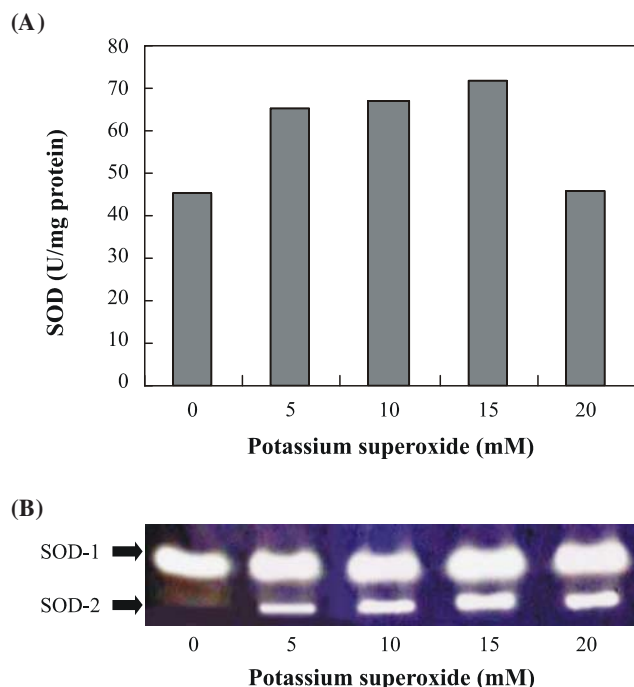 (A)
80
70
60
50
40
30
20
10
0
SOD (U/mg protein)
0 5 10 15 20
Potassium superoxide (mM)
(B)
SOD-1
SOD-2
0 5 10 15 20
Potassium superoxide (mM)